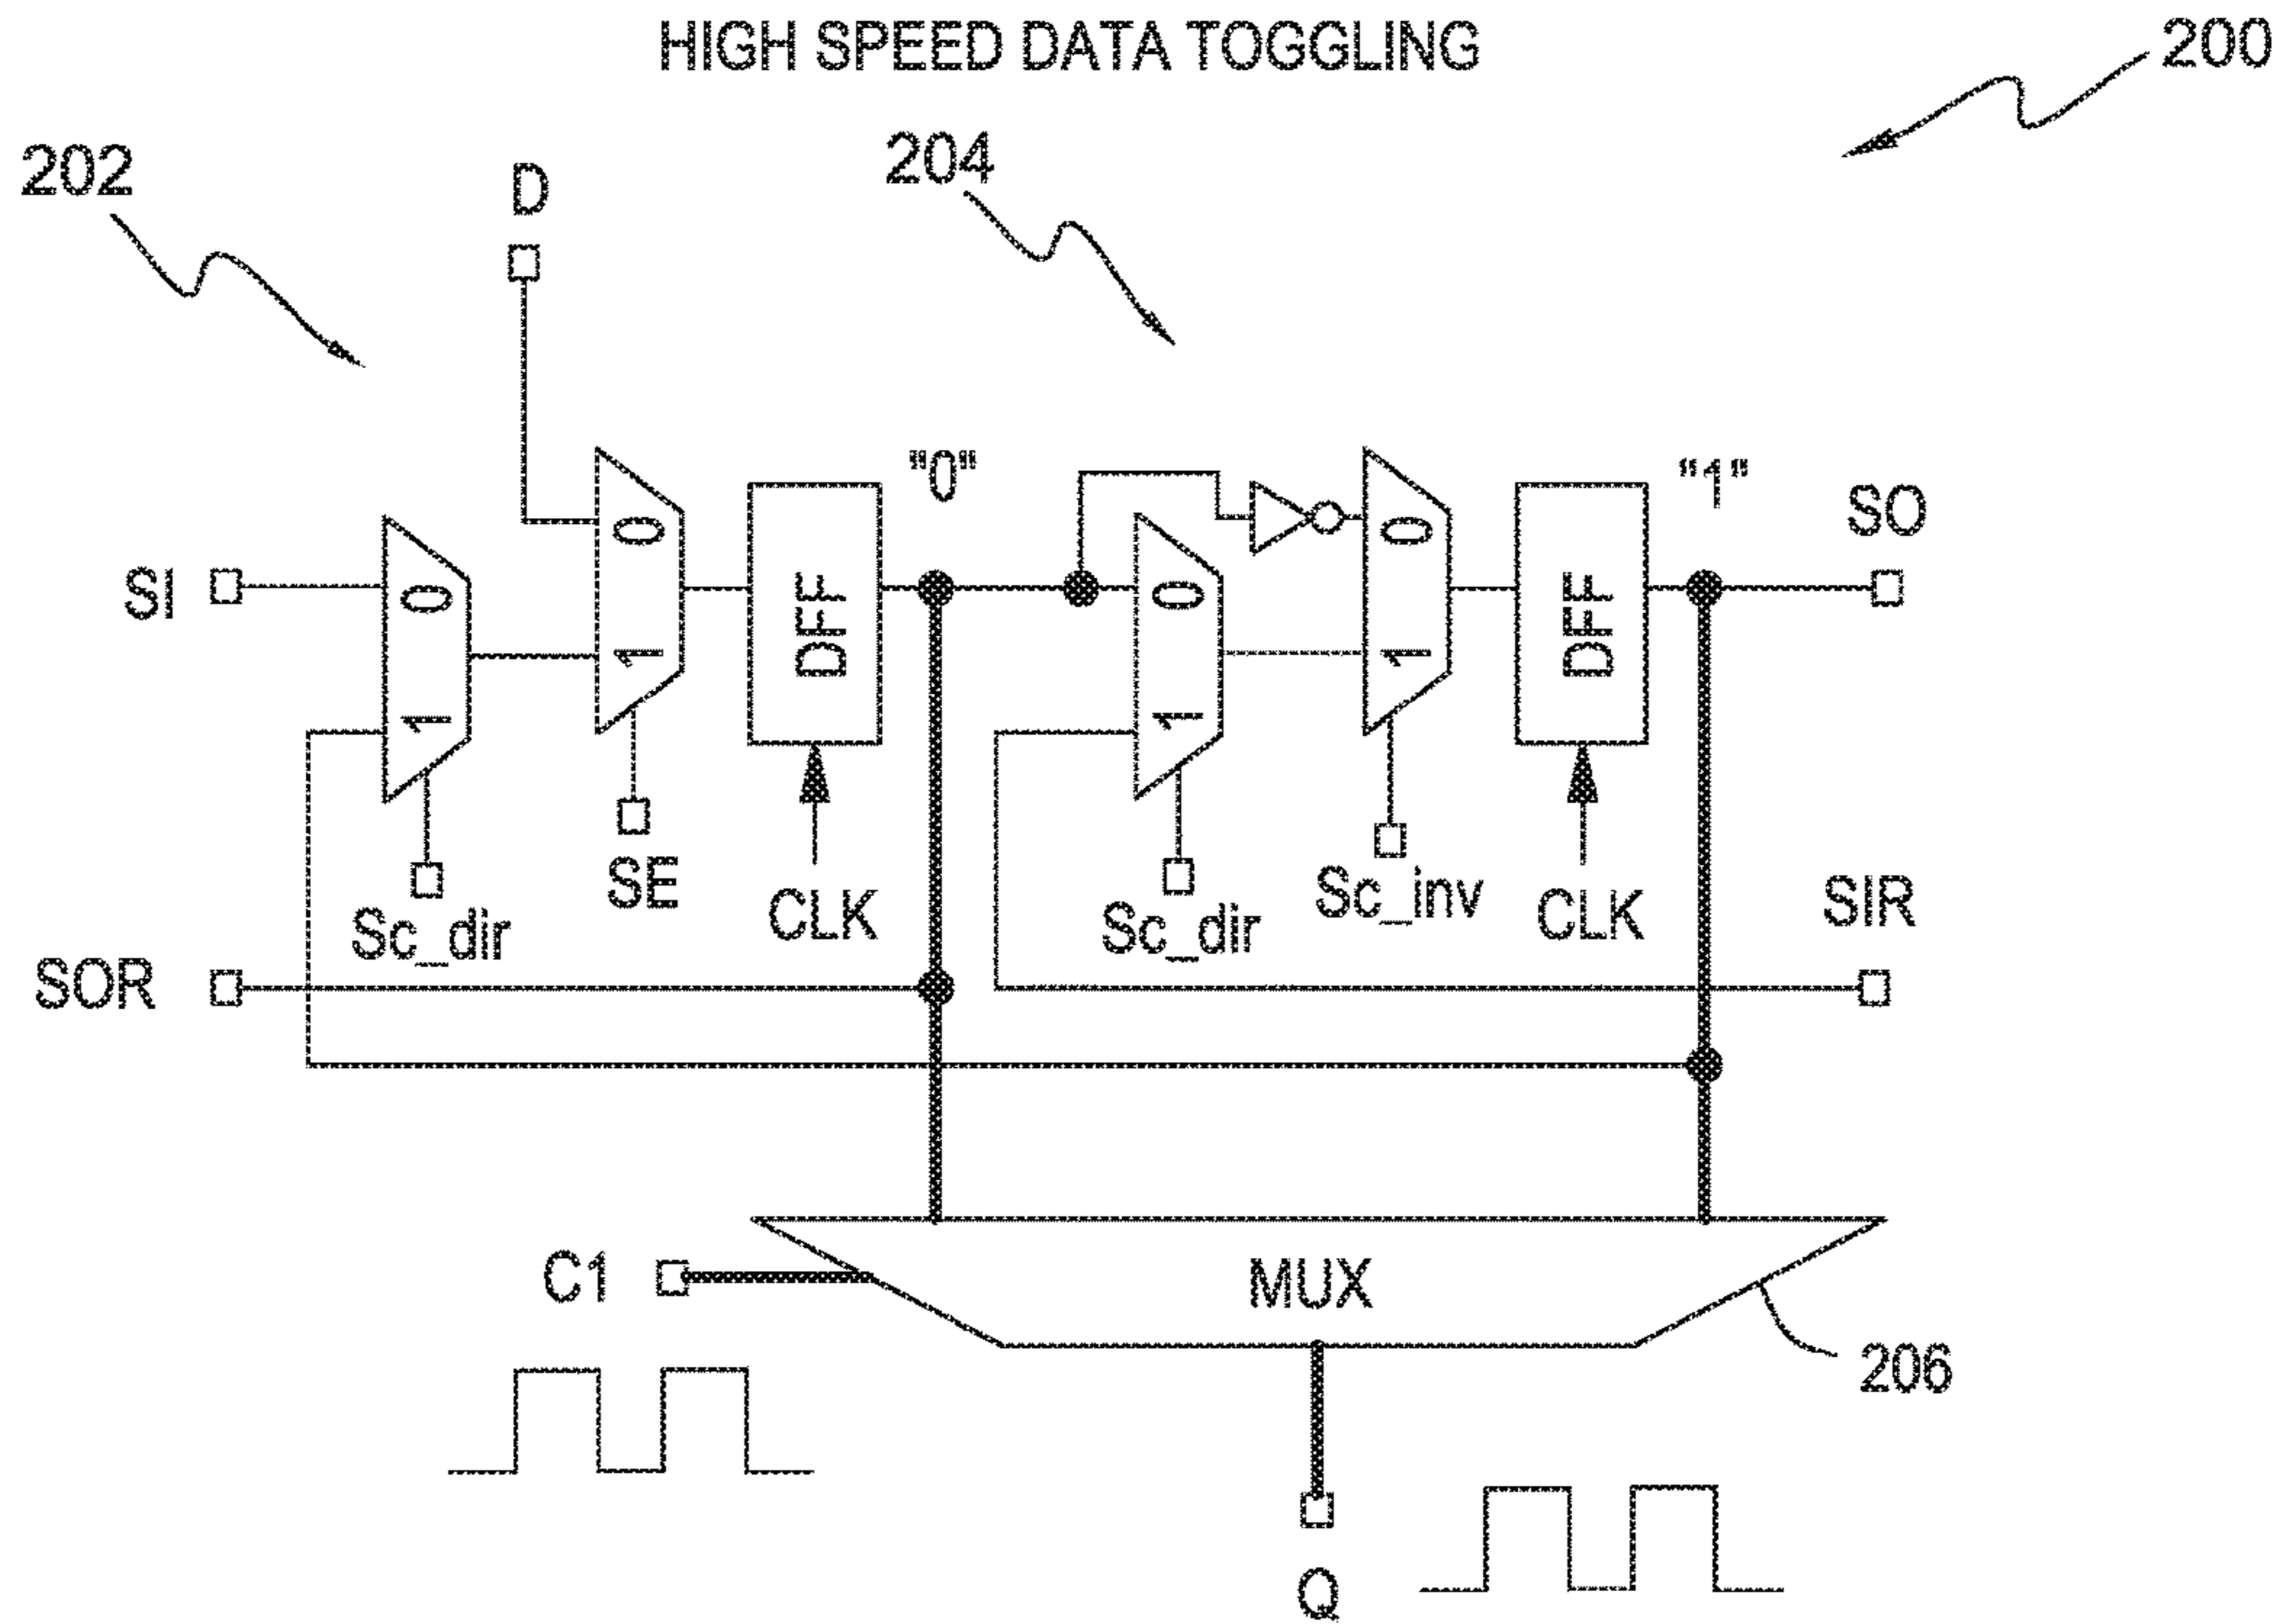 HIGH SPEED DATA TOGGLING
200
202
204
D
"0"
"1"
SO
SI
0
1
0
1
DFF
0
1
0
1
DFF
Sc_dir
SE
CLK
Sc_dir
Sc_inv
CLK
SIR
SOR
C1
MUX
206
Q